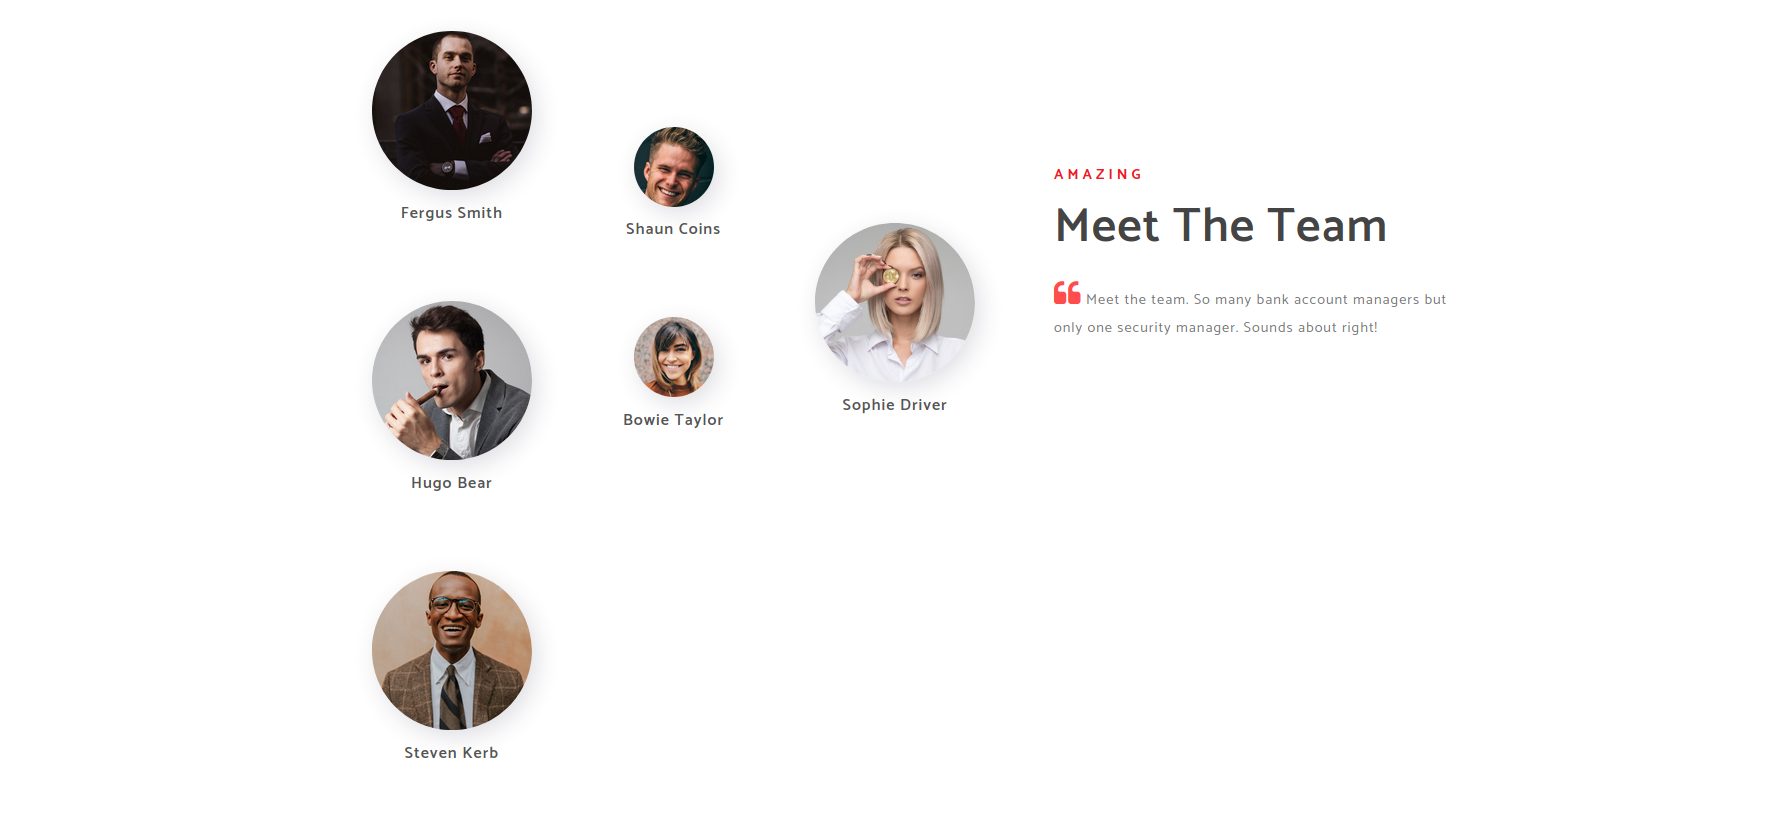 Fergus Smith
Shaun Coins
Hugo Bear
Bowie Taylor
Sophie Driver
Steven Kerb
AMAZING
Meet The Team
Meet the team. So many bank account managers but
only one security manager. Sounds about right!